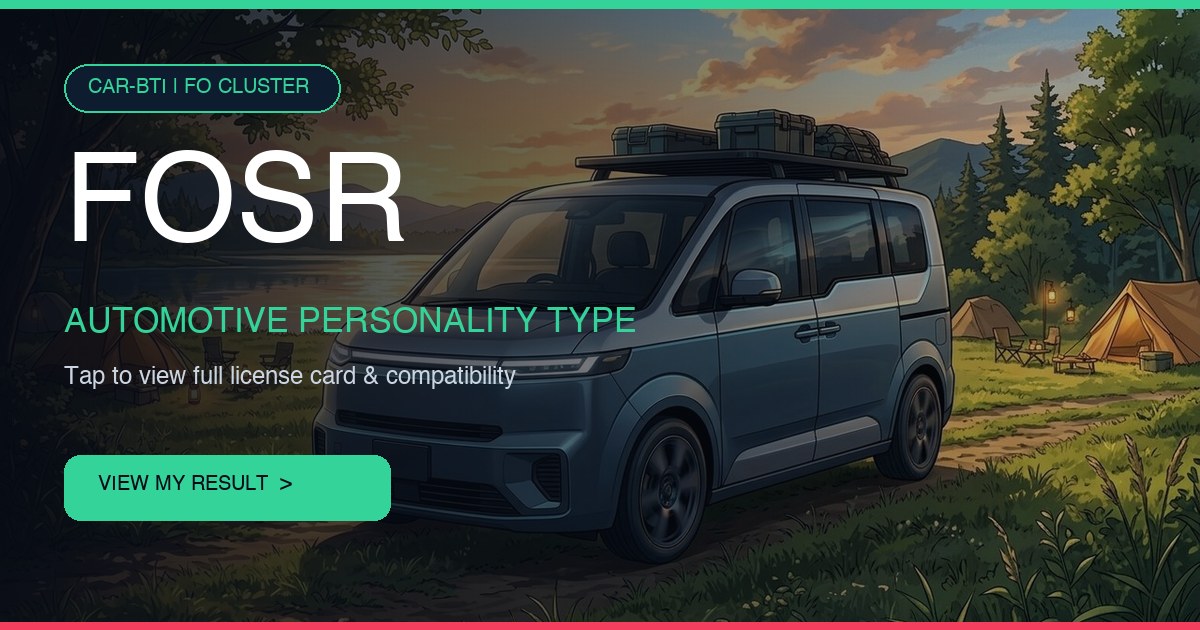 CAR-BTI | FO CLUSTER
FOSR
AUTOMOTIVE PERSONALITY TYPE
Tap to view full license card & compatibility
VIEW MY RESULT >